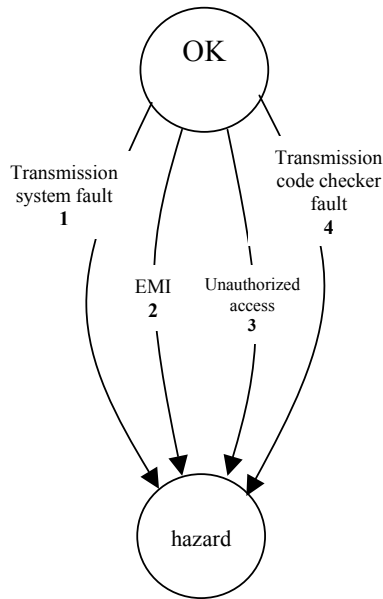 OK
Transmission
system fault
1
EMI
2
Unauthorized
access
3
Transmission
code checker
fault
4
hazard